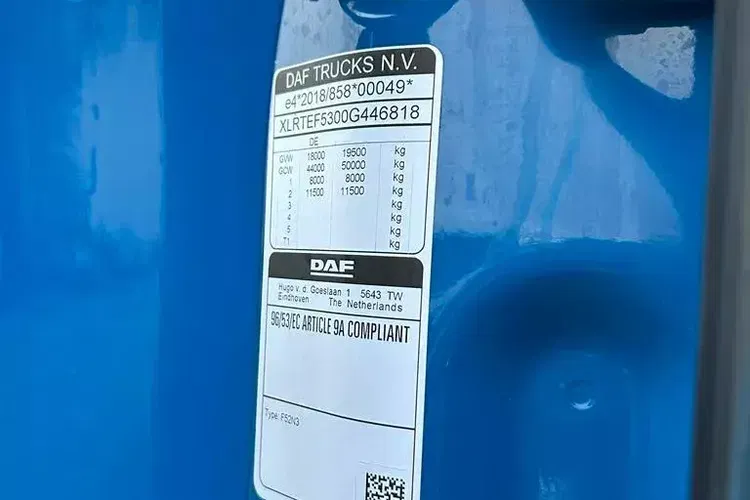 DAF TRUCKS N.V.
e4*2018/858*00049*
XLRTEF5300G446818
DE
GVW 18000 19500 kg
GCW 44000 50000 kg
1 8000 8000 kg
2 11500 11500 kg
3 kg
4 kg
5 kg
T1 kg
DAF
Hugo v. d. Goeslaan 1 5643 TW
Eindhoven The Netherlands
96/53/EC ARTICLE 9A COMPLIANT
Type: F52N3